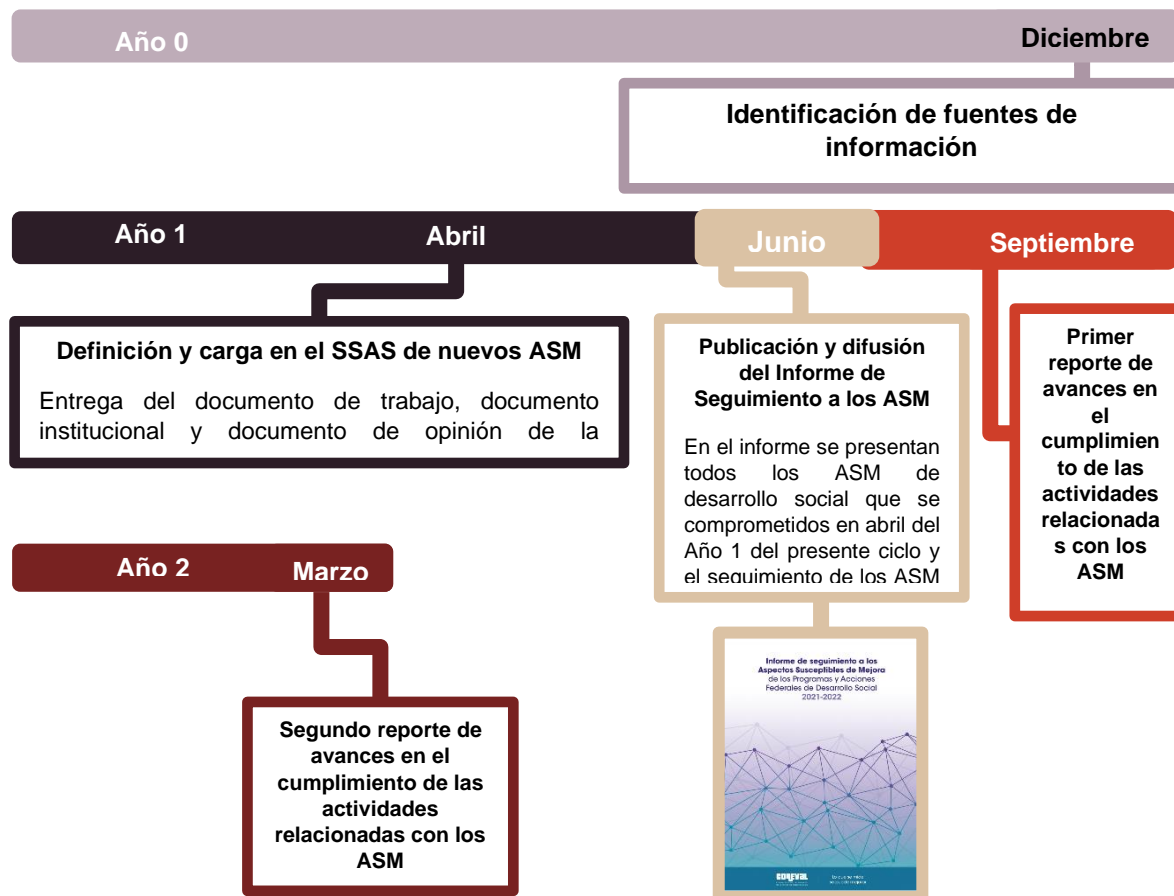 Año 0
Diciembre
Identificación de fuentes de
información
Año 1
Abril
Junio
Septiembre
Definición y carga en el SSAS de nuevos ASM
Entrega del documento de trabajo, documento
institucional y documento de opinión de la
Publicación y difusión
del Informe de
Seguimiento a los ASM
En el informe se presentan
todos los ASM de
desarrollo social que se
comprometidos en abril del
Año 1 del presente ciclo y
el seguimiento de los ASM
Primer
reporte de
avances en
el
cumplimien
to de las
actividades
relacionada
s con los
ASM
Año 2
Marzo
Segundo reporte de
avances en el
cumplimiento de las
actividades
relacionadas con los
ASM
Informe de seguimiento a los
Aspectos Susceptibles de Mejora
de los Programas y Acciones
Federales de Desarrollo Social
2021-2022
coneval